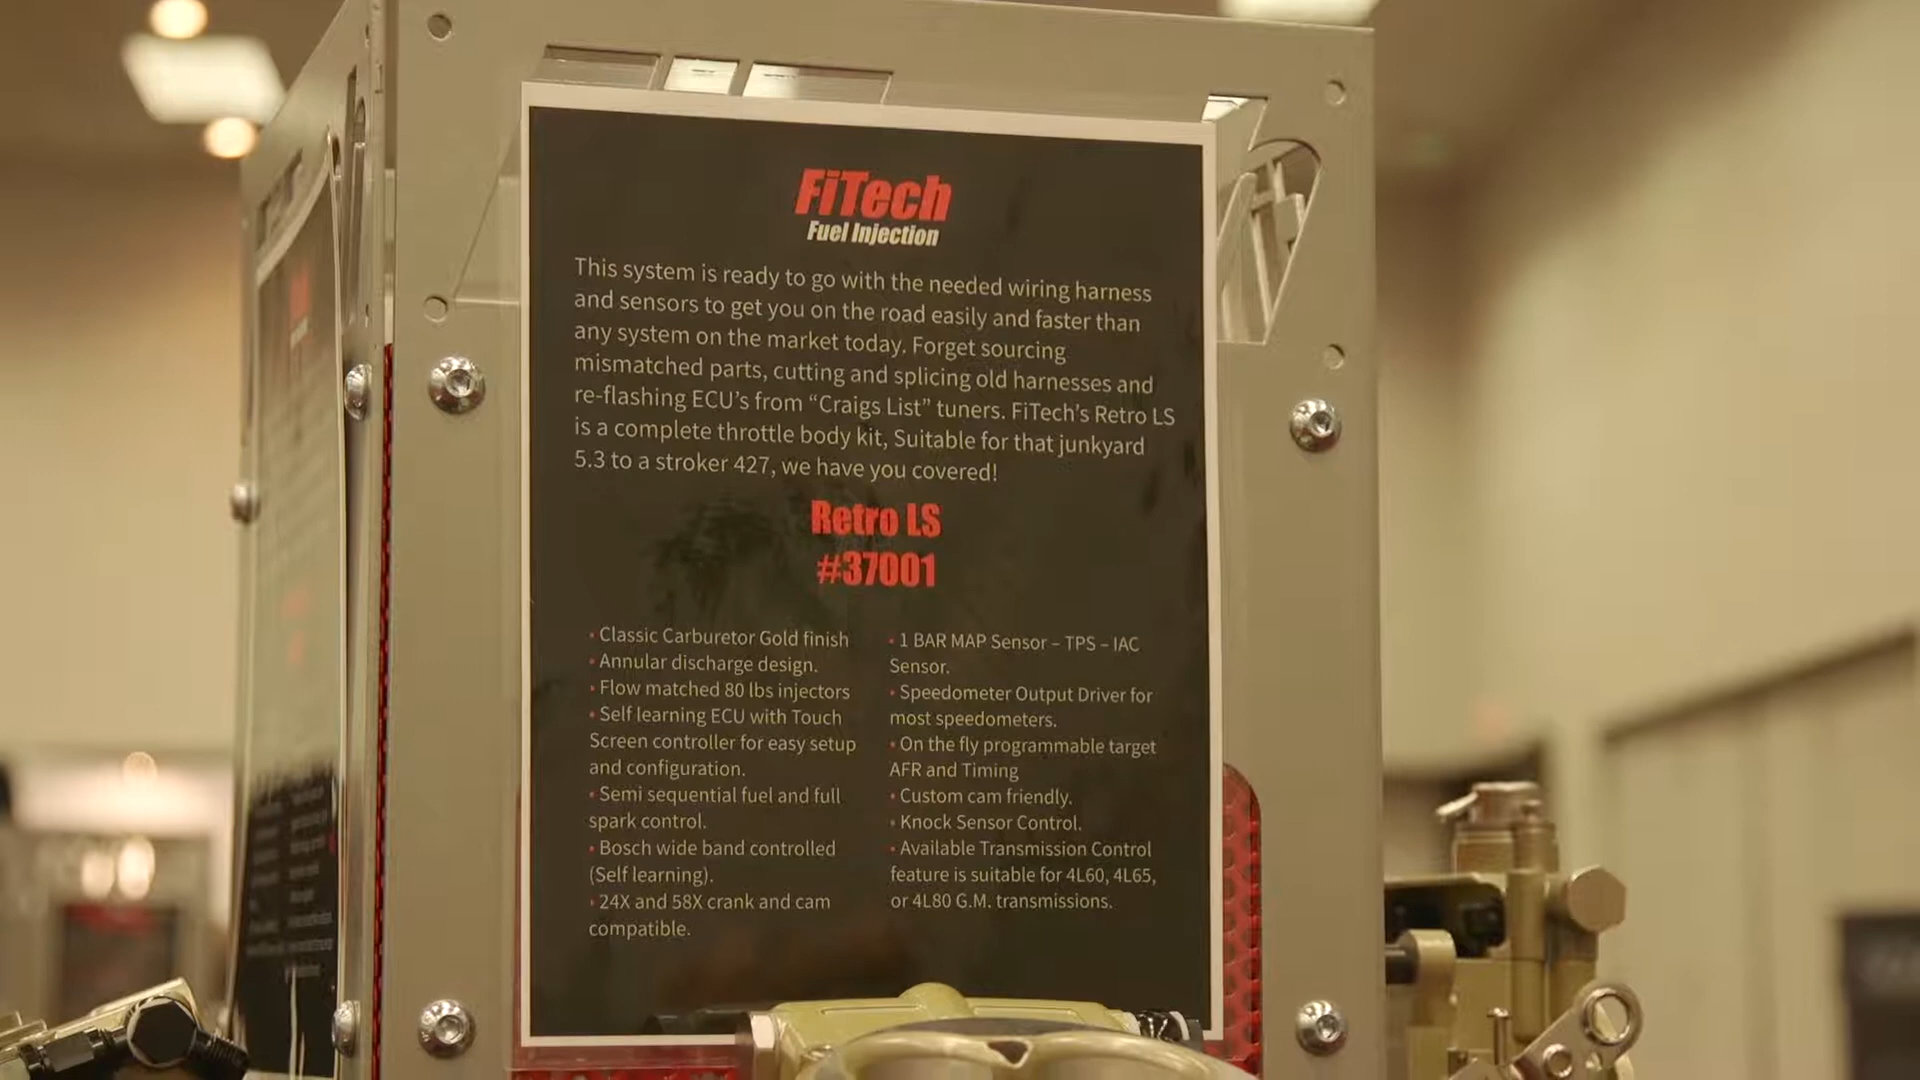 FiTech
Fuel Injection
This system is ready to go with the needed wiring harness
and sensors to get you on the road easily and faster than
any system on the market today. Forget sourcing
mismatched parts, cutting and splicing old harnesses and
re-flashing ECU's from “Craigs List” tuners. FiTech's Retro LS
is a complete throttle body kit, Suitable for that junkyard
5.3 to a stroker 427, we have you covered!
Retro LS
#37001
• Classic Carburetor Gold finish
• Annular discharge design.
• Flow matched 80 lbs injectors
• Self learning ECU with Touch
Screen controller for easy setup
and configuration.
• Semi sequential fuel and full
spark control.
• Bosch wide band controlled
(Self learning).
• 24X and 58X crank and cam
compatible.
• 1 BAR MAP Sensor – TPS – IAC
Sensor.
• Speedometer Output Driver for
most speedometers.
• On the fly programmable target
AFR and Timing
• Custom cam friendly.
• Knock Sensor Control.
• Available Transmission Control
feature is suitable for 4L60, 4L65,
or 4L80 G.M. transmissions.